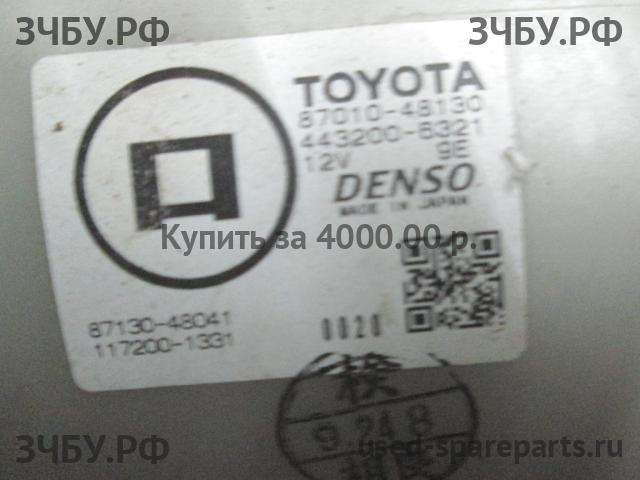 ЗЧБУ.РФ
ЗЧБУ.РФ
TOYOTA
87010-48130
443200-6321
12V 9E
DENSO
MADE IN JAPAN
Купить за 4000.00 р.
87130-48041
117200-1331
0020
検
9.24.8
ЗЧБУ.РФ
used-spareparts.ru